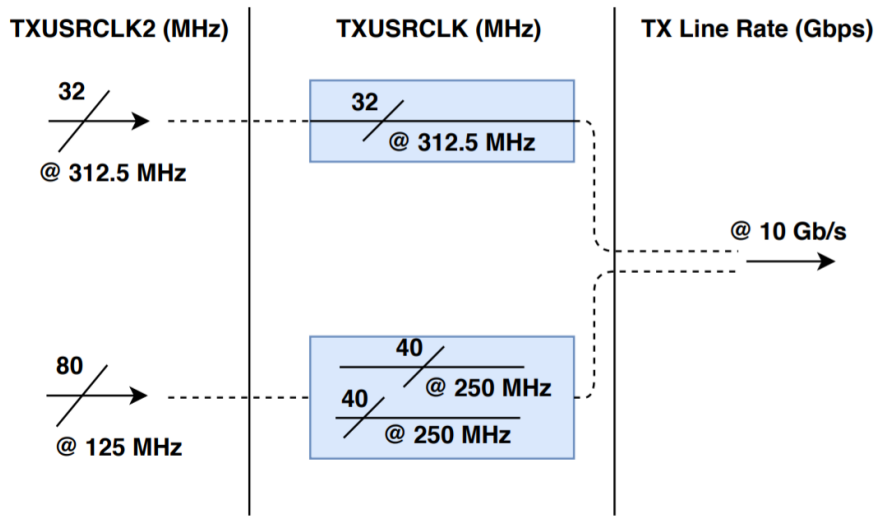 TXUSRCLK2 (MHz)
TXUSRCLK (MHz)
TX Line Rate (Gbps)
32
@ 312.5 MHz
32
@ 312.5 MHz
@ 10 Gb/s
80
@ 125 MHz
40
@ 250 MHz
40
@ 250 MHz